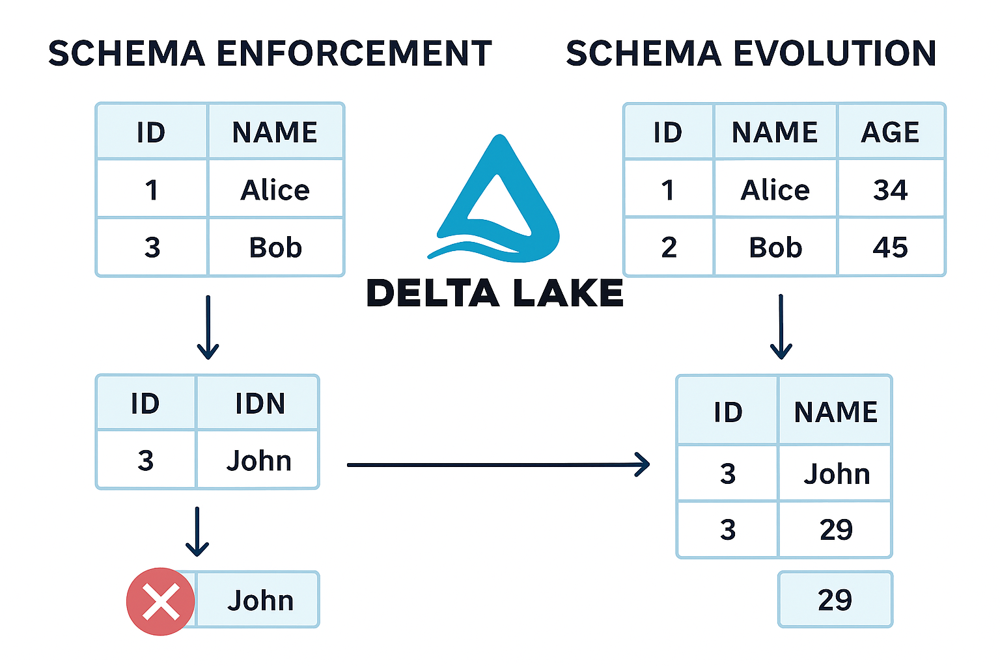 SCHEMA ENFORCEMENT
ID NAME
1 Alice
3 Bob
ID IDN
3 John
John
DELTA LAKE
SCHEMA EVOLUTION
ID NAME AGE
1 Alice 34
2 Bob 45
ID NAME
3 John
3 29
29